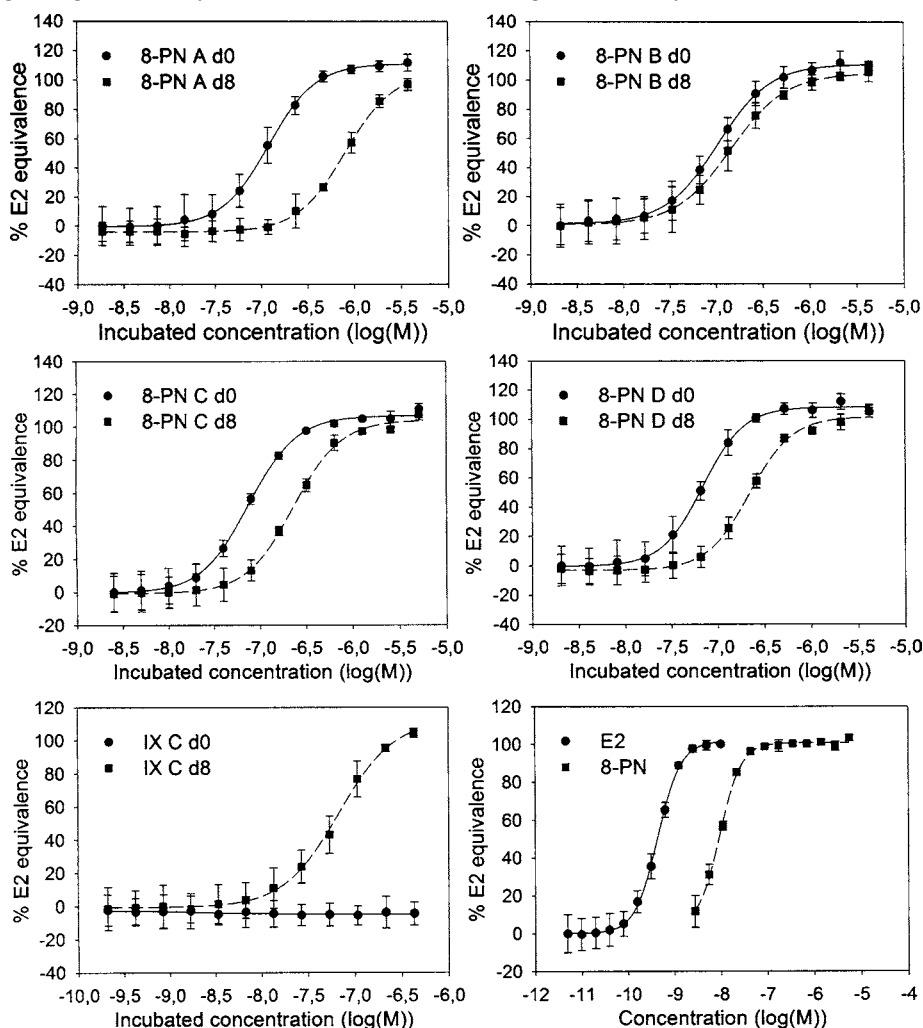 8-PN A d0
8-PN A d8
% E2 equivalence
120
100
80
60
40
20
0
-20
-40
-9,0 -8,5 -8,0 -7,5 -7,0 -6,5 -6,0 -5,5 -5,0
Incubated concentration (log(M))
8-PN B d0
8-PN B d8
% E2 equivalence
140
120
100
80
60
40
20
0
-20
-40
-9,0 -8,5 -8,0 -7,5 -7,0 -6,5 -6,0 -5,5 -5,0
Incubated concentration (log(M))
8-PN C d0
8-PN C d8
% E2 equivalence
140
120
100
80
60
40
20
0
-20
-9,0 -8,5 -8,0 -7,5 -7,0 -6,5 -6,0 -5,5 -5,0
Incubated concentration (log(M))
8-PN D d0
8-PN D d8
% E2 equivalence
140
120
100
80
60
40
20
0
-20
-40
-9,0 -8,5 -8,0 -7,5 -7,0 -6,5 -6,0 -5,5 -5,0
Incubated concentration (log(M))
IX C d0
IX C d8
% E2 equivalence
120
100
80
60
40
20
0
-20
-40
-10,0 -9,5 -9,0 -8,5 -8,0 -7,5 -7,0 -6,5 -6,0
Incubated concentration (log(M))
E2
8-PN
% E2 equivalence
120
100
80
60
40
20
0
-20
-12 -11 -10 -9 -8 -7 -6 -5 -4
Concentration (log(M))